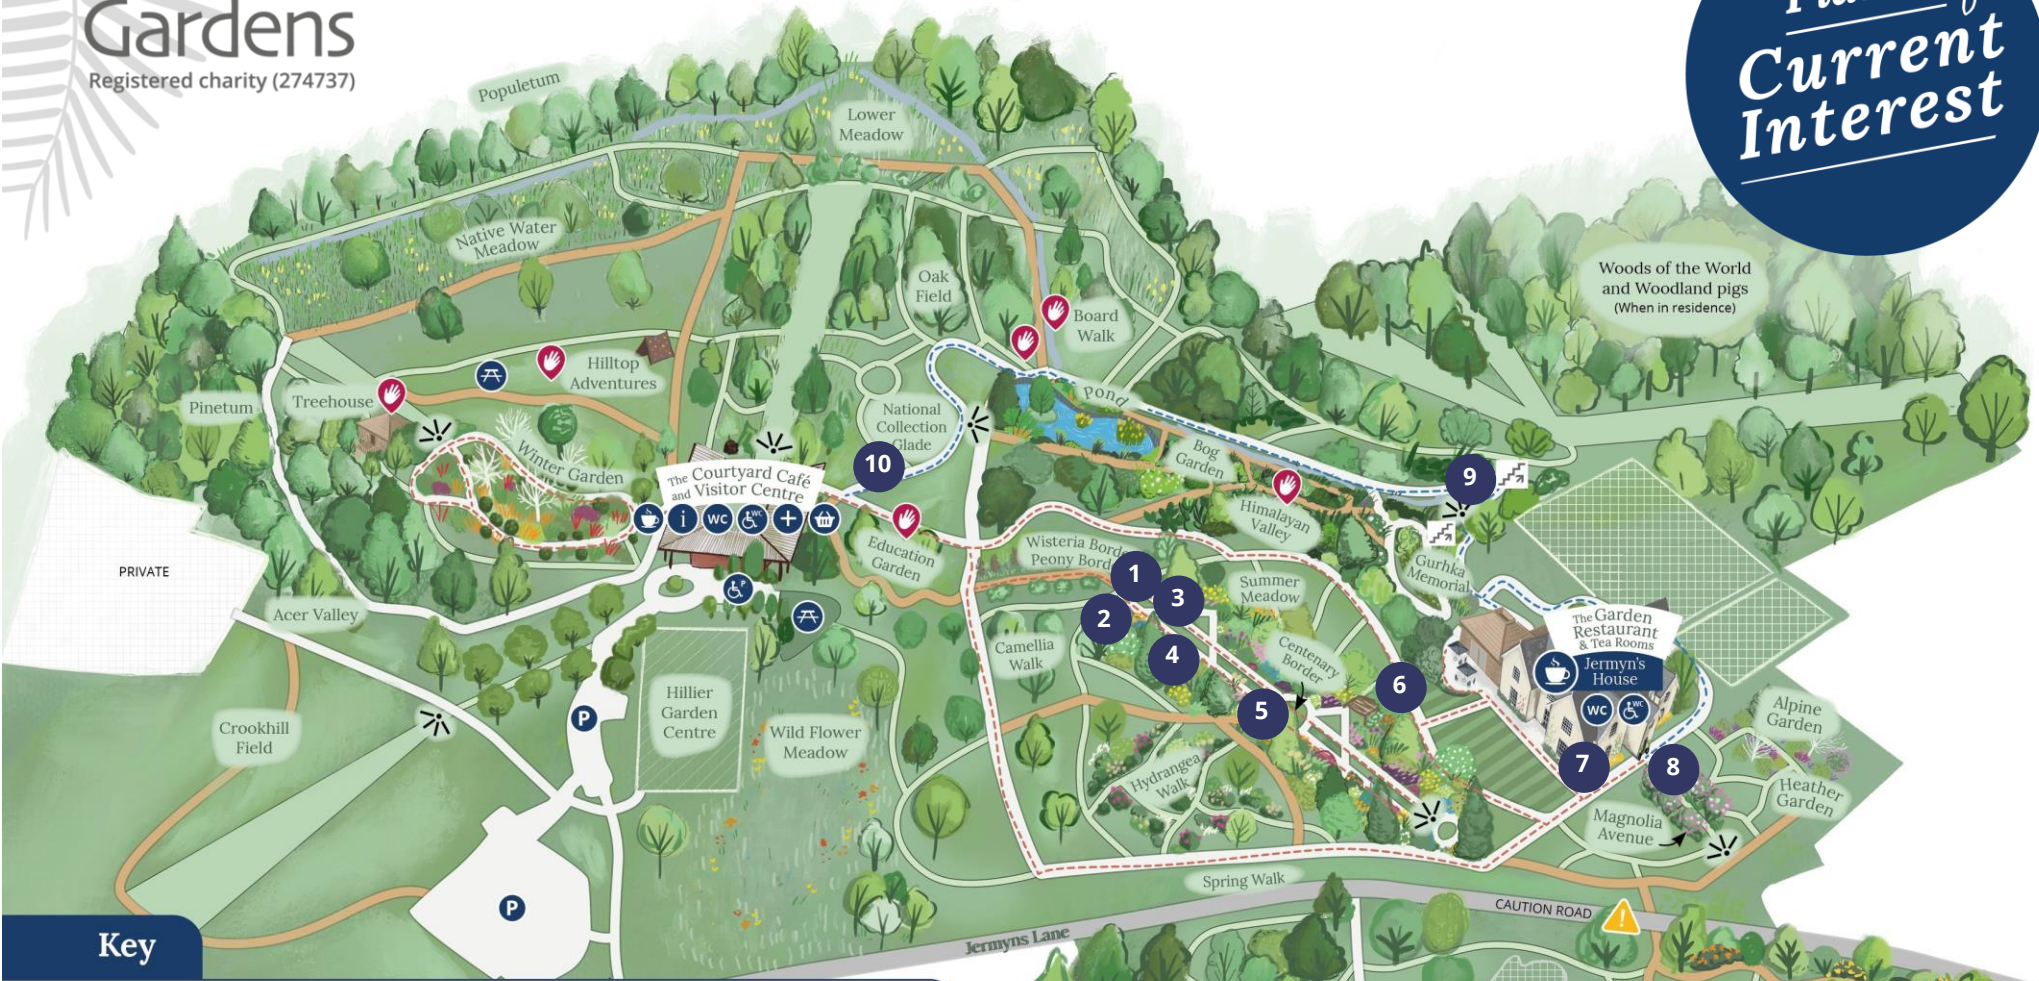 Gardens
Registered charity (274737)
Current
Interest
Populetum
Lower
Meadow
Native Water
Meadow
Oak
Field
Board
Walk
Woods of the World
and Woodland pigs
(When in residence)
Hilltop
Adventures
Treehouse
Pinetum
Pond
National
Collection
Glade
Winter Garden
The Courtyard Café
and Visitor Centre
i
WC
WC
P
10
Bog
Garden
9
Himalayan
Valley
Education
Garden
Wisteria
Peony
Summer
Meadow
Gurkha
Memorial
PRIVATE
Acer Valley
1
2
3
4
5
6
7
8
The Garden
Restaurant
& Tea Rooms
Jermyn's
House
WC
WC
Camellia
Walk
Centenary
Border
Hillier
Garden
Centre
P
Wild Flower
Meadow
Crookhill
Field
Hydrangea
Walk
Alpine
Garden
Heather
Garden
Magnolia
Avenue
Spring Walk
CAUTION ROAD
!
Jermyns Lane
P
Key